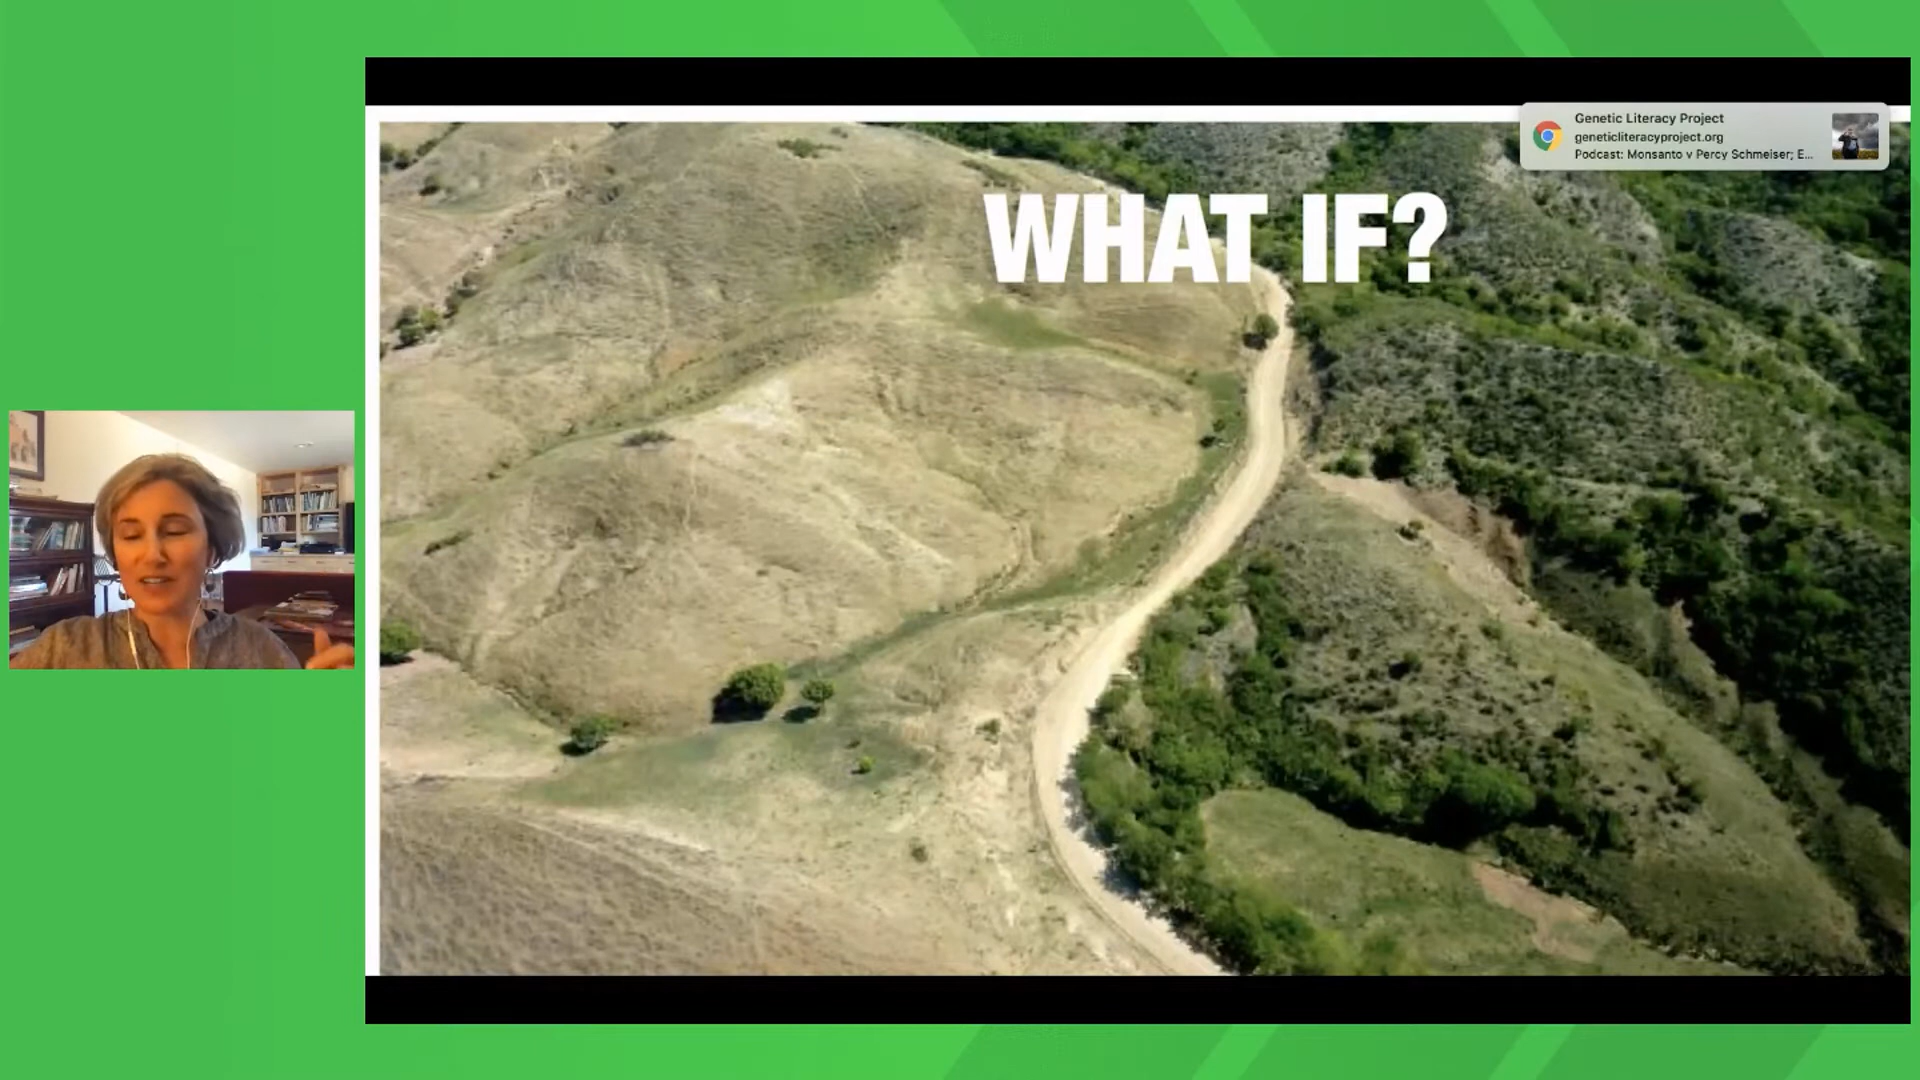 Genetic Literacy Project
geneticliteracyproject.org
Podcast: Monsanto v Percy Schmeiser; E...
WHAT IF?